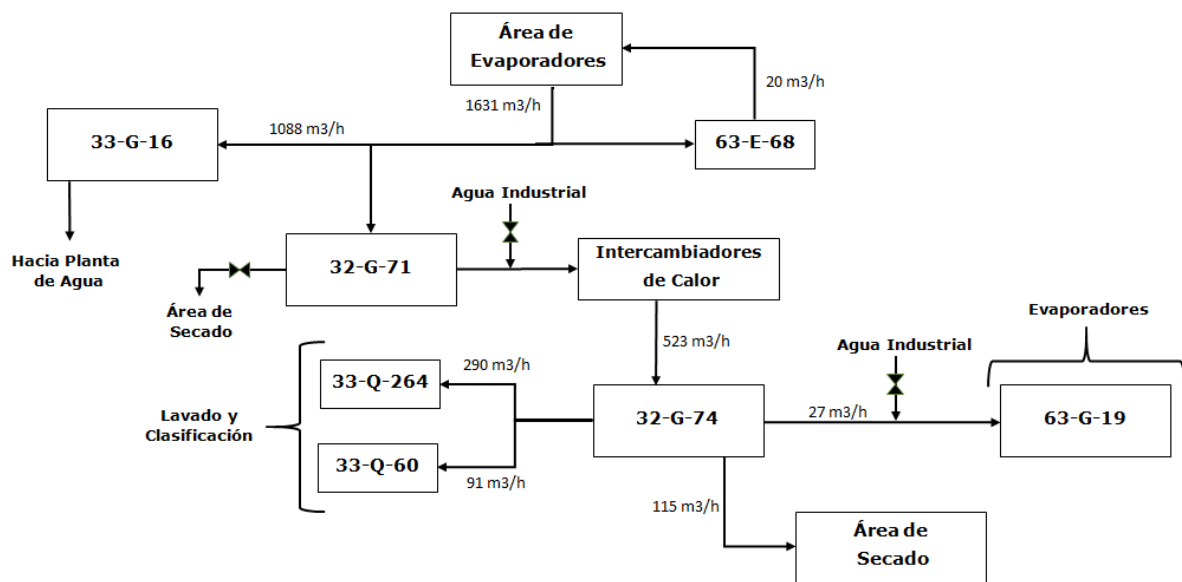 Área de
Evaporadores
20 m3/h
1631 m3/h
1088 m3/h
33-G-16
63-E-68
Agua Industrial
Hacia Planta
de Agua
32-G-71
Intercambiadores
de Calor
Área de
Secado
Evaporadores
523 m3/h
Agua Industrial
290 m3/h
33-Q-264
Lavado y
Clasificación
32-G-74
27 m3/h
63-G-19
33-Q-60
91 m3/h
115 m3/h
Área de
Secado